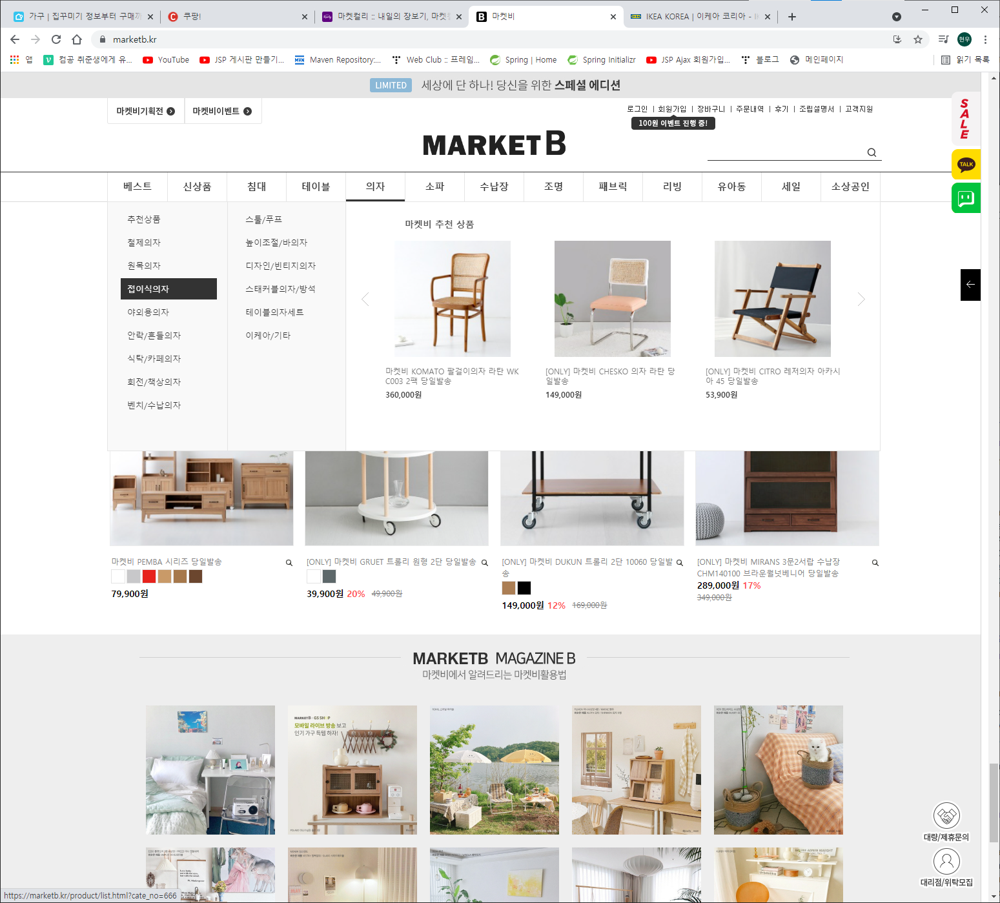 가구 | 집꾸미기 정보부터 구매까
쿠팡!
마켓컬리 :: 내일의 장보기, 마켓컬
마켓비
IKEA KOREA | 이케아 코리아 - I
marketb.kr
현우
앱
컴공 취준생에게 유...
YouTube
JSP 게시판 만들기...
Maven Repository:...
Web Club :: 프레임...
Spring | Home
Spring Initializr
JSP Ajax 회원가입...
블로그
메인페이지
읽기 목록
LIMITED 세상에 단 하나! 당신을 위한 스페셜 에디션
마켓비기획전
마켓비이벤트
로그인 | 회원가입 | 장바구니 | 주문내역 | 후기 | 조립설명서 | 고객지원
100원 이벤트 진행 중!
SALE
TALK
MARKET B
베스트
신상품
침대
테이블
의자
소파
수납장
조명
패브릭
리빙
유아동
세일
소상공인
추천상품
철제의자
원목의자
접이식의자
야외용의자
안락/흔들의자
식탁/카페의자
회전/책상의자
벤치/수납의자
스툴/푸프
높이조절/바의자
디자인/빈티지의자
스태커블의자/방석
테이블의자세트
이케아/기타
마켓비 추천 상품
마켓비 KOMATO 팔걸이의자 라탄 WK
C003 2팩 당일발송
360,000원
[ONLY] 마켓비 CHESKO 의자 라탄 당
일발송
149,000원
[ONLY] 마켓비 CITRO 레저의자 아카시
아 45 당일발송
53,900원
마켓비 PEMBA 시리즈 당일발송
79,900원
[ONLY] 마켓비 GRUET 트롤리 원형 2단 당일발송
39,900원 20% 49,900원
[ONLY] 마켓비 DUKUN 트롤리 2단 10060 당일발
송
149,000원 12% 169,000원
[ONLY] 마켓비 MIRANS 3문2서랍 수납장
CHM140100 브라운월넛베니어 당일발송
289,000원 17%
349,000원
MARKETB MAGAZINE B
마켓비에서 알려드리는 마켓비활용법
MARKETB · GS SHOP
모바일 라이브 방송 보고
인기 가구 득템 하자!
대량/제휴문의
대리점/위탁모집
https://marketb.kr/product/list.html?cate_no=666